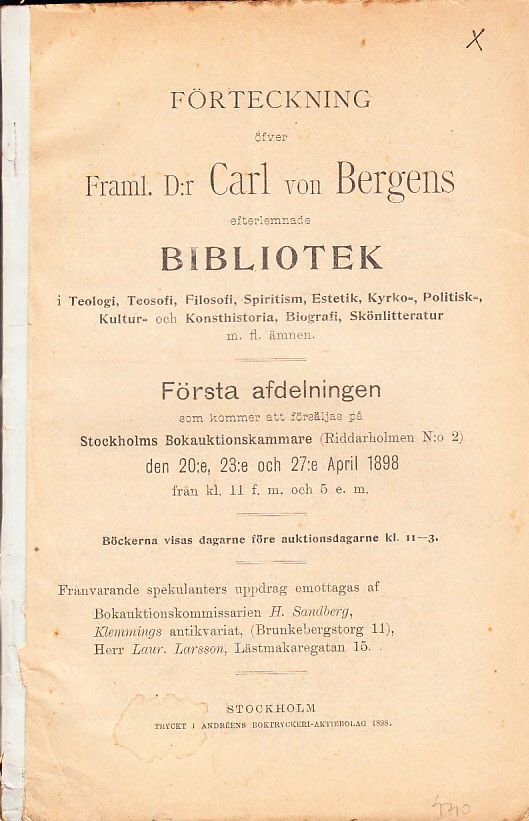 X
FÖRTECKNING
öfver
Framl. D:r Carl von Bergens
efterlemnade
BIBLIOTEK
i Teologi, Teosofi, Filosofi, Spiritism, Estetik, Kyrko-, Politisk-,
Kultur- och Konsthistoria, Biografi, Skönlitteratur
m. fl. ämnen.
Första afdelningen
som kommer att försäljas på
Stockholms Bokauktionskammare (Riddarholmen N:o 2)
den 20:e, 23:e och 27:e April 1898
från kl. 11 f. m. och 5 e. m.
Böckerna visas dagarne före auktionsdagarne kl. 11—3.
Frånvarande spekulanters uppdrag emottagas af
Bokauktionskommissarien H. Sandberg,
Klemmings antikvariat, (Brunkebergstorg 11),
Herr Laur. Larsson, Lästmakaregatan 15.
STOCKHOLM
TRYCKT I ANDRÉENS BOKTRYCKERI-AKTIEBOLAG 1898.